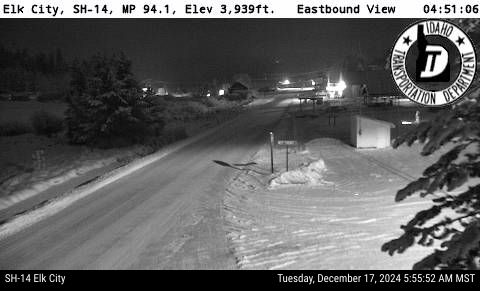 Elk City, SH-14, MP 94.1, Elev 3,939ft.   Eastbound View   04:51:06
IDAHO
TRANSPORTATION DEPARTMENT
SH-14 Elk City
Tuesday, December 17, 2024 5:55:52 AM MST